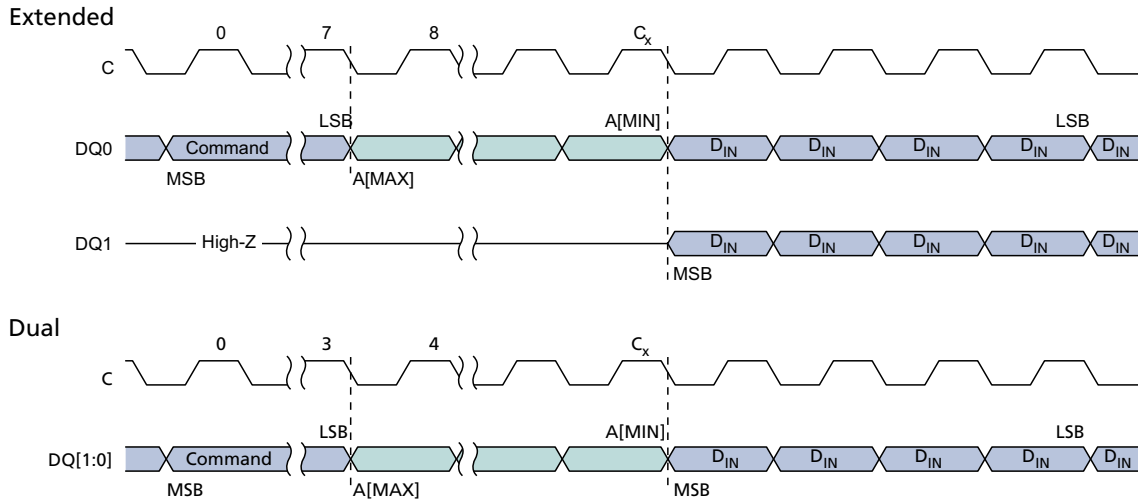 Extended
0 7 8 Cx
C
LSB A[MIN] LSB
DQ0 Command DIN DIN DIN DIN DIN
MSB A[MAX]
DQ1 High-Z DIN DIN DIN DIN DIN
MSB
Dual
0 3 4 Cx
C
LSB A[MIN] LSB
DQ[1:0] Command DIN DIN DIN DIN DIN
MSB A[MAX] MSB